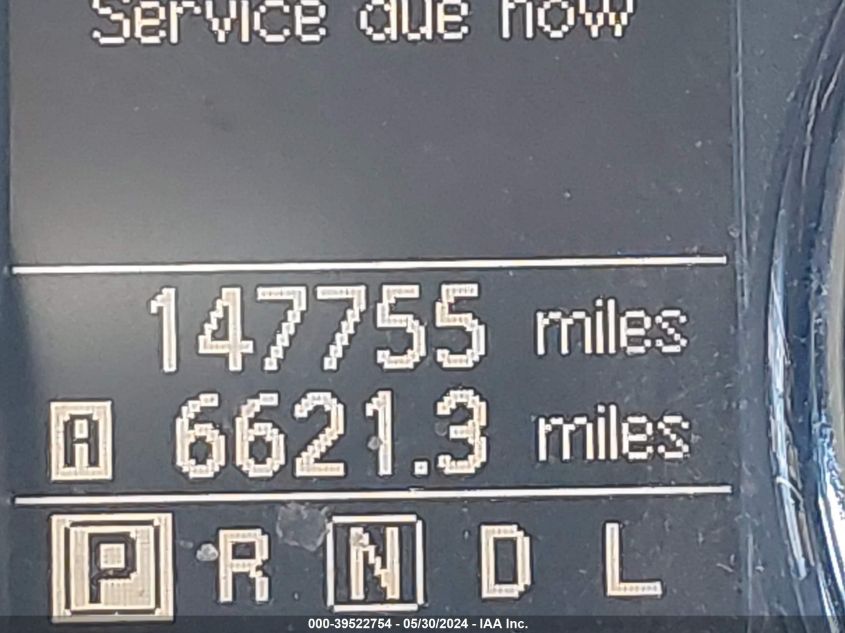 Service due now
147755 miles
A 6621.3 miles
P R N D L
000-39522754 - 05/30/2024 - IAA Inc.